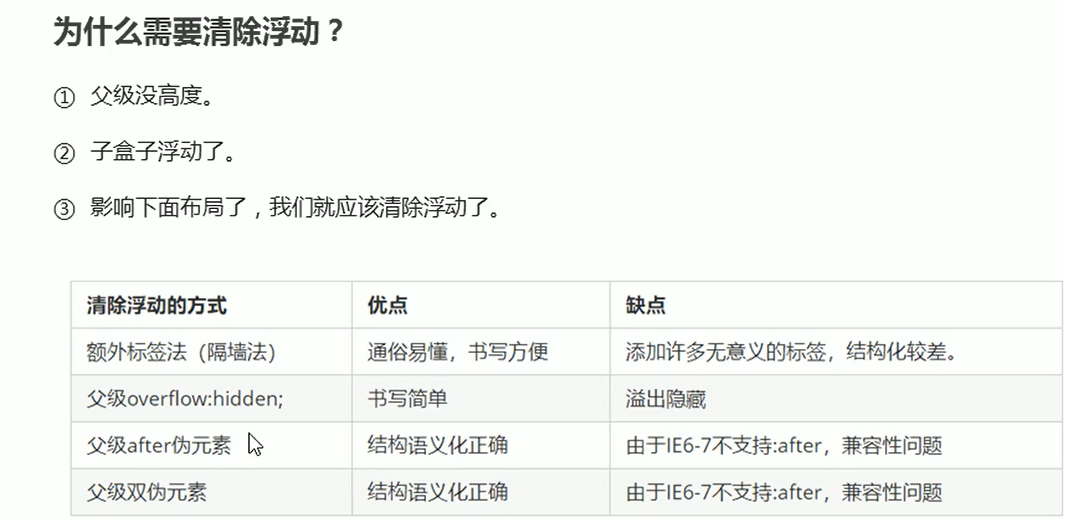 为什么需要清除浮动？
① 父级没高度。
② 子盒子浮动了。
③ 影响下面布局了，我们就应该清除浮动了。
清除浮动的方式 优点 缺点
额外标签法（隔墙法） 通俗易懂，书写方便 添加许多无意义的标签，结构化较差。
父级overflow:hidden; 书写简单 溢出隐藏
父级after伪元素 结构语义化正确 由于IE6-7不支持:after，兼容性问题
父级双伪元素 结构语义化正确 由于IE6-7不支持:after，兼容性问题